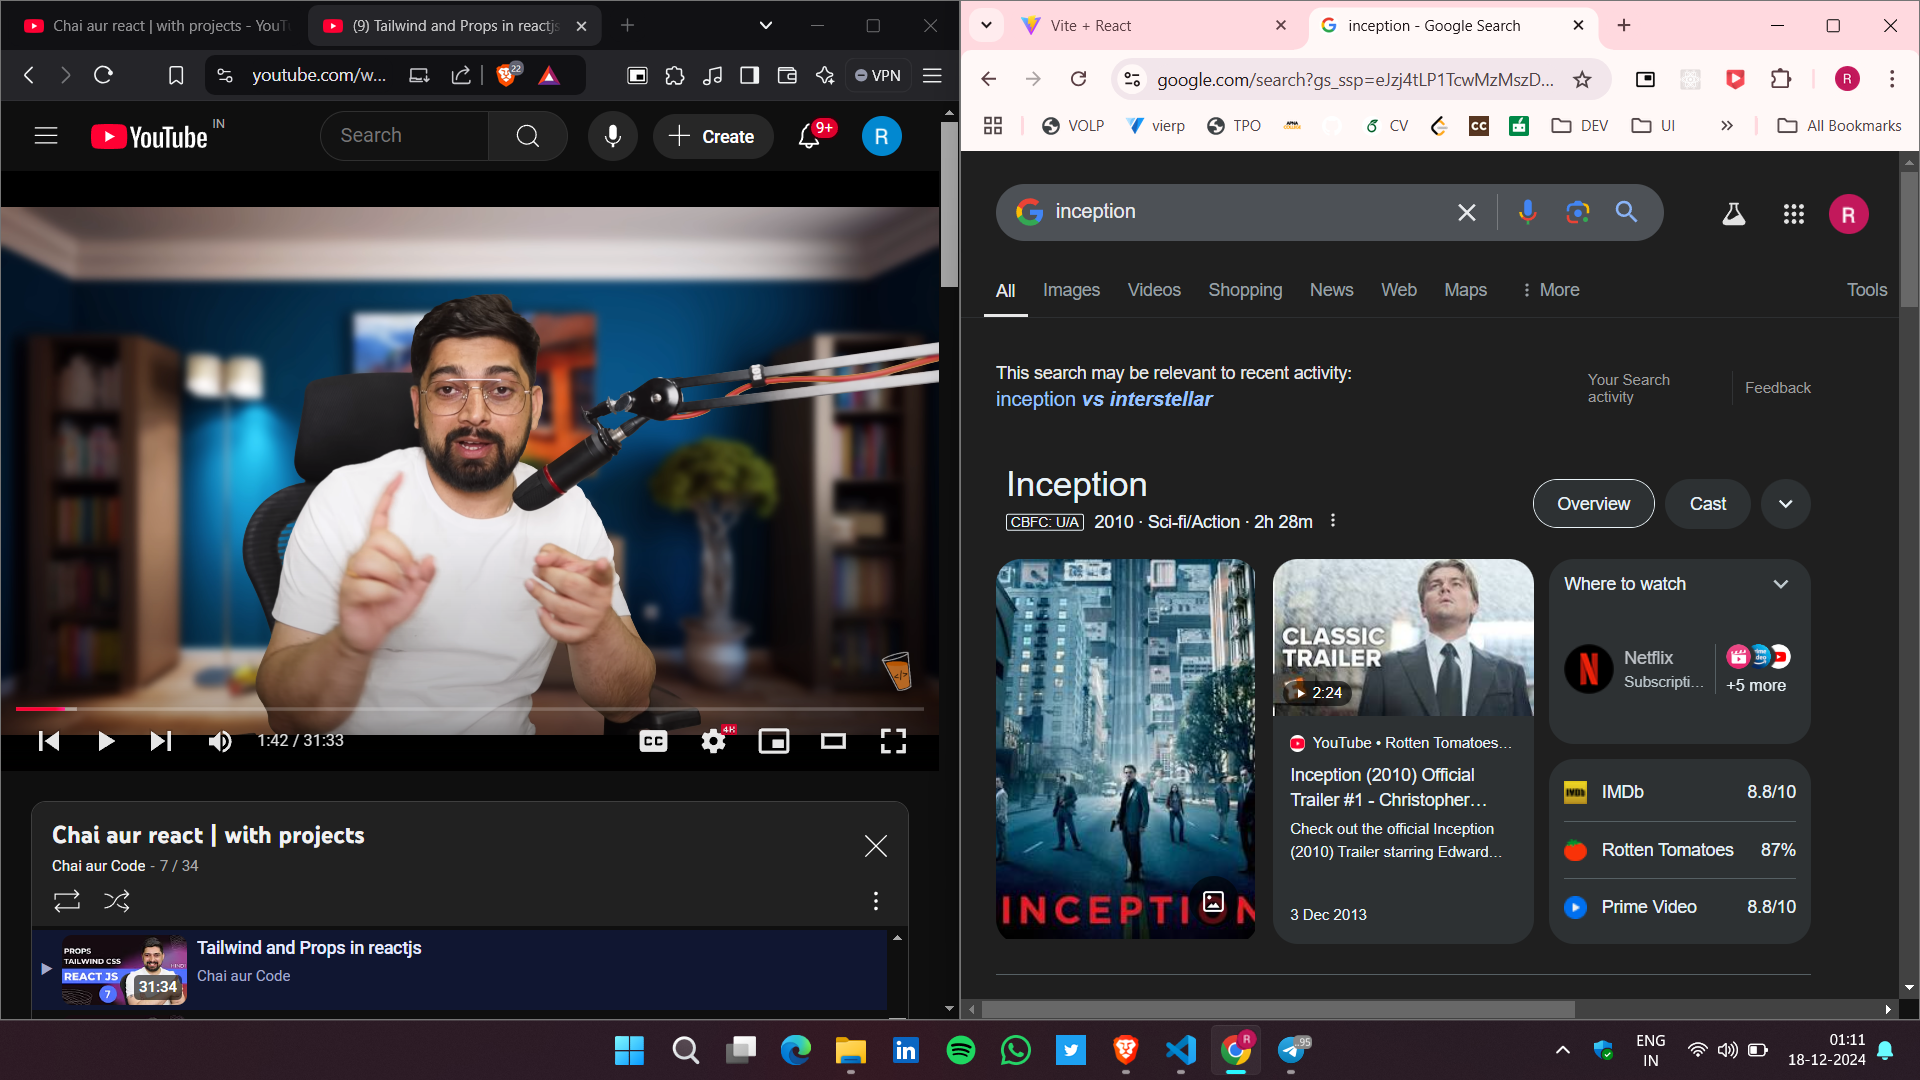 Chai aur react | with projects - YouTu
(9) Tailwind and Props in reactjs
youtube.com/w...
22
VPN
YouTube
IN
Search
Create
9+
R
1:42 / 31:33
CC
4K
Chai aur react | with projects
Chai aur Code - 7 / 34
PROPS
TAILWIND CSS
REACT JS
7
31:34
Tailwind and Props in reactjs
Chai aur Code
Vite + React
inception - Google Search
google.com/search?gs_ssp=eJzj4tLP1TcwMzMszD...
R
VOLP
vierp
TPO
CV
CC
DEV
UI
All Bookmarks
inception
R
All
Images
Videos
Shopping
News
Web
Maps
More
Tools
This search may be relevant to recent activity:
inception vs interstellar
Your Search
activity
Feedback
Inception
CBFC: U/A
2010 · Sci-fi/Action · 2h 28m
Overview
Cast
INCEPTION
CLASSIC
TRAILER
2:24
YouTube • Rotten Tomatoes...
Inception (2010) Official
Trailer #1 - Christopher...
Check out the official Inception
(2010) Trailer starring Edward...
3 Dec 2013
Where to watch
N
Netflix
Subscripti...
+5 more
IMDb
IMDb
8.8/10
Rotten Tomatoes
87%
Prime Video
8.8/10
in
R
95
ENG
IN
01:11
18-12-2024